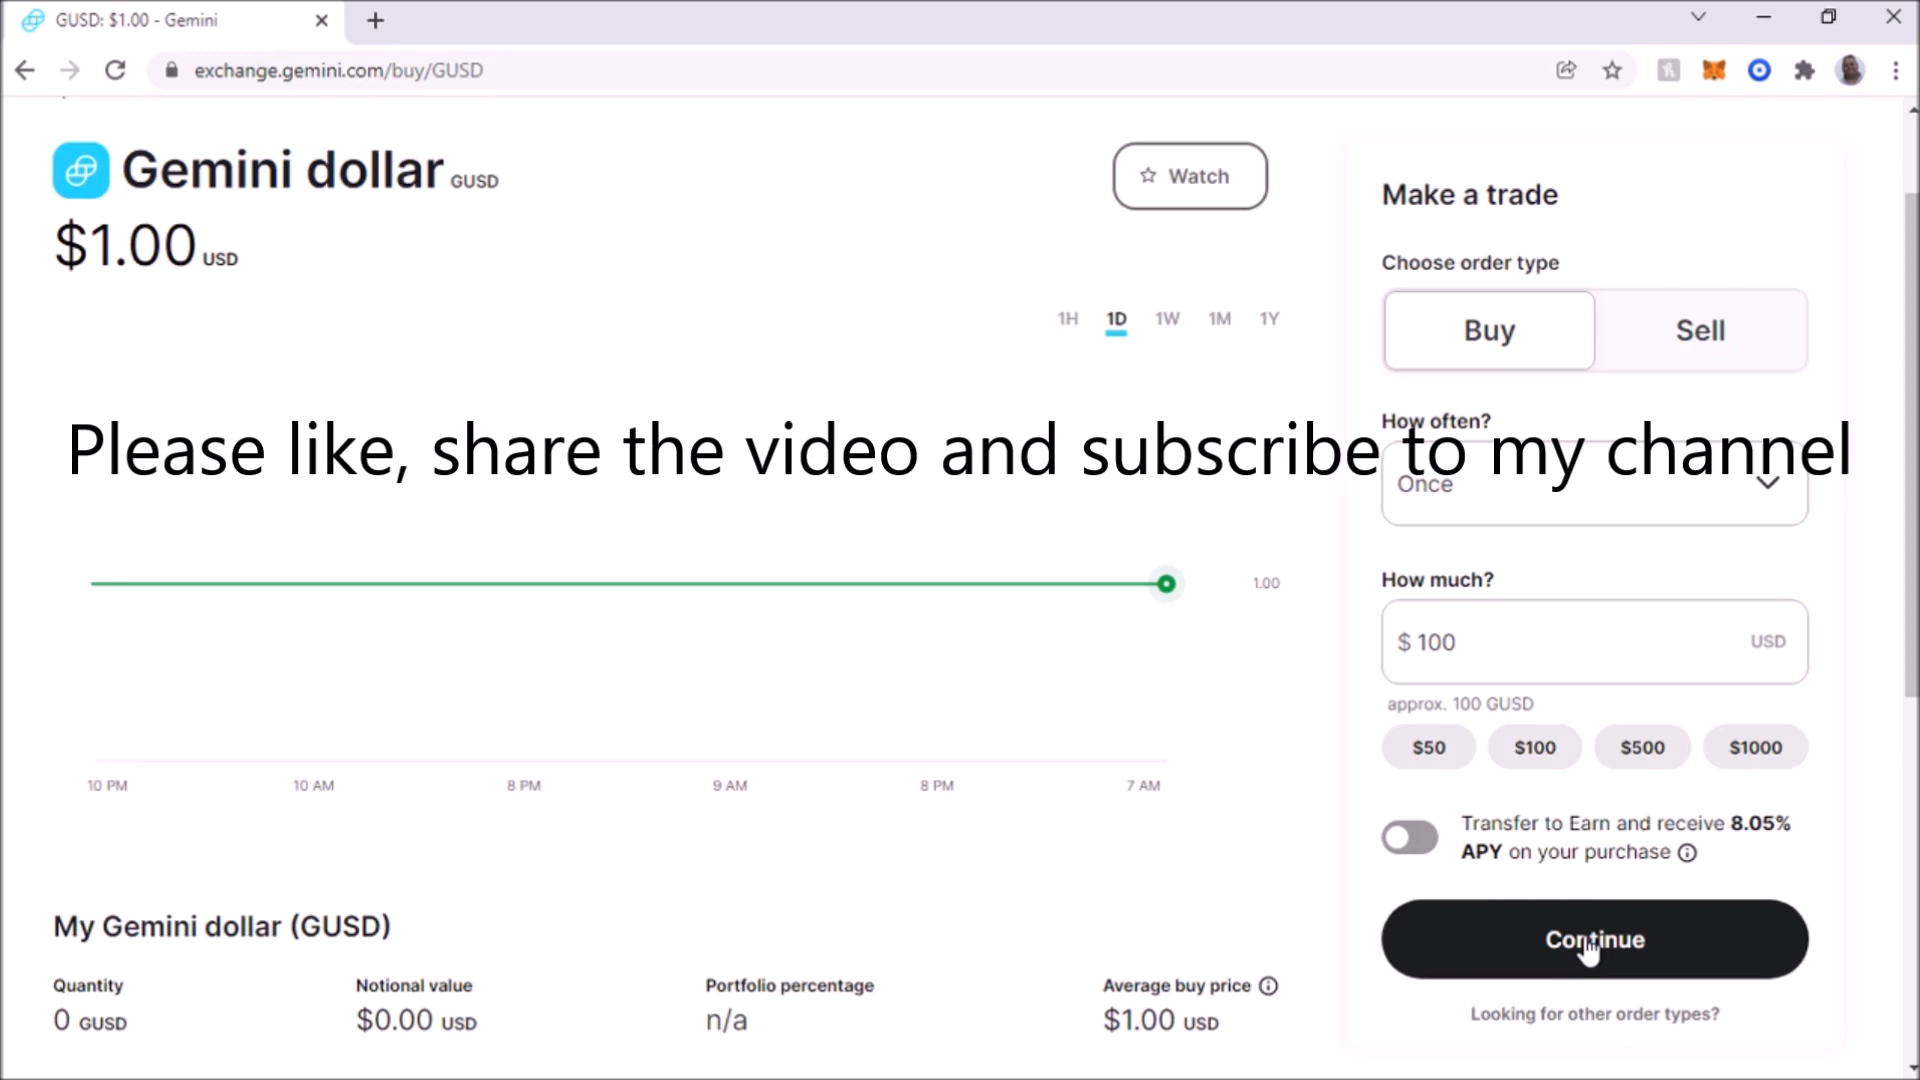 GUSD: $1.00 - Gemini
exchange.gemini.com/buy/GUSD
Gemini dollar GUSD
$1.00 USD
Watch
1H 1D 1W 1M 1Y
Please like, share the video and subscribe to my channel
1.00
10 PM 10 AM 8 PM 9 AM 8 PM 7 AM
My Gemini dollar (GUSD)
Quantity Notional value Portfolio percentage Average buy price
0 GUSD $0.00 USD n/a $1.00 USD
Make a trade
Choose order type
Buy Sell
How often?
Once
How much?
$ 100 USD
approx. 100 GUSD
$50 $100 $500 $1000
Transfer to Earn and receive 8.05%
APY on your purchase
Continue
Looking for other order types?